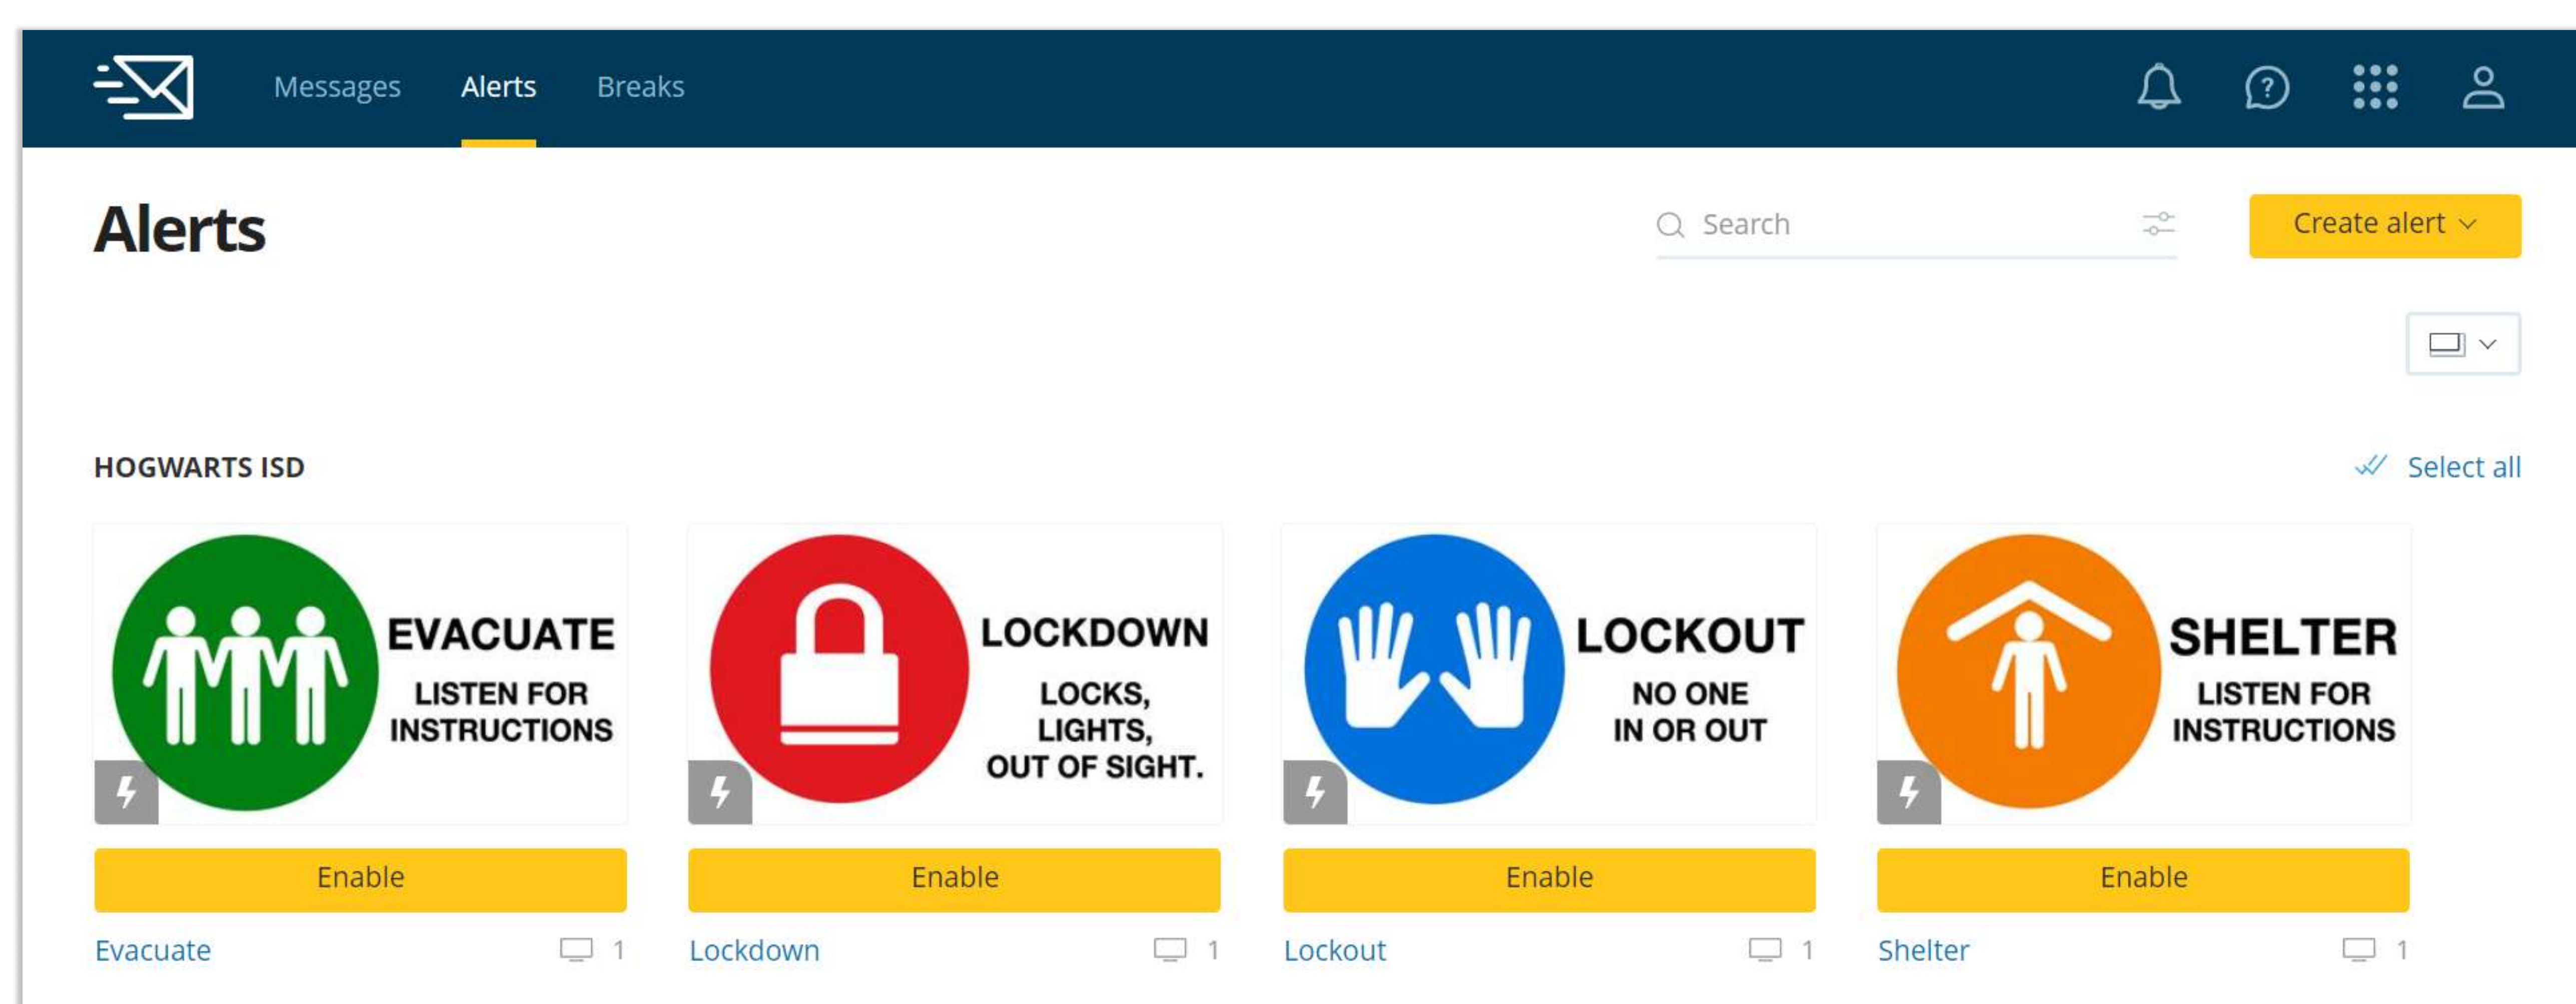 Messages Alerts Breaks
Alerts
Search
Create alert
HOGWARTS ISD
Select all
EVACUATE
LISTEN FOR
INSTRUCTIONS
LOCKDOWN
LOCKS,
LIGHTS,
OUT OF SIGHT.
LOCKOUT
NO ONE
IN OR OUT
SHELTER
LISTEN FOR
INSTRUCTIONS
Enable Enable Enable Enable
Evacuate 1 Lockdown 1 Lockout 1 Shelter 1